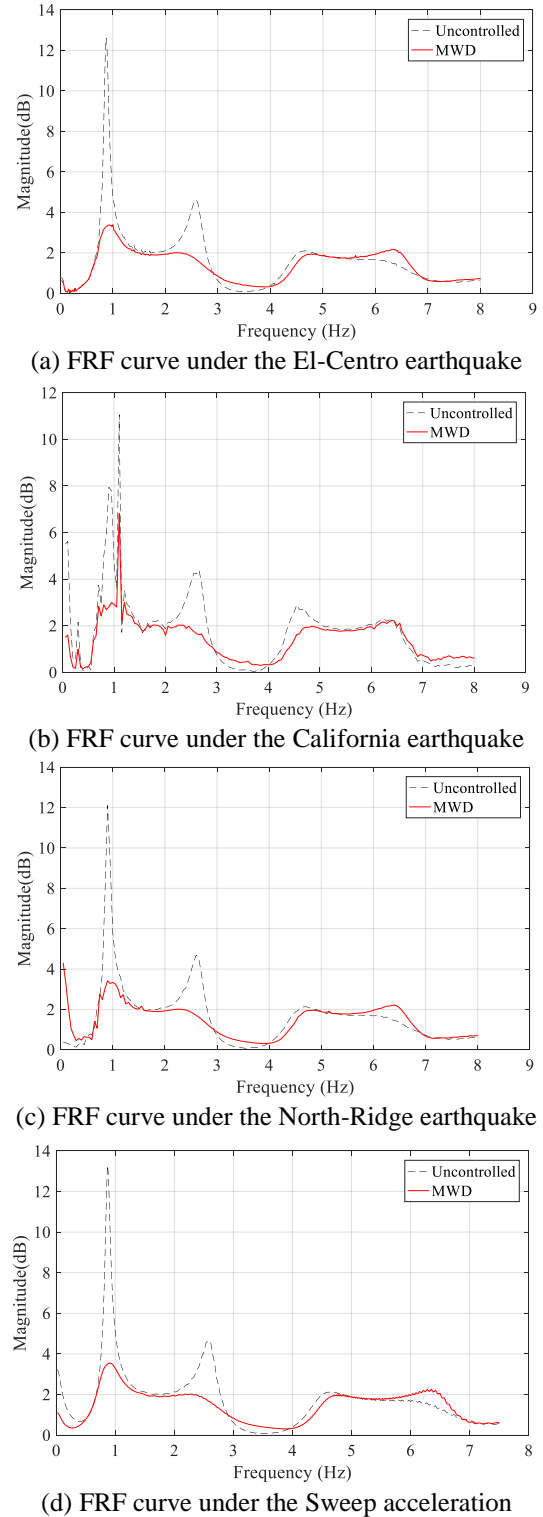 14
12
10
8
6
4
2
0
Magnitude(dB)
Uncontrolled
MWD
0 1 2 3 4 5 6 7 8 9
Frequency (Hz)
(a) FRF curve under the El-Centro earthquake
12
10
8
6
4
2
0
Magnitude(dB)
Uncontrolled
MWD
0 1 2 3 4 5 6 7 8 9
Frequency (Hz)
(b) FRF curve under the California earthquake
14
12
10
8
6
4
2
0
Magnitude(dB)
Uncontrolled
MWD
0 1 2 3 4 5 6 7 8 9
Frequency (Hz)
(c) FRF curve under the North-Ridge earthquake
14
12
10
8
6
4
2
0
Magnitude(dB)
Uncontrolled
MWD
0 1 2 3 4 5 6 7 8
Frequency (Hz)
(d) FRF curve under the Sweep acceleration